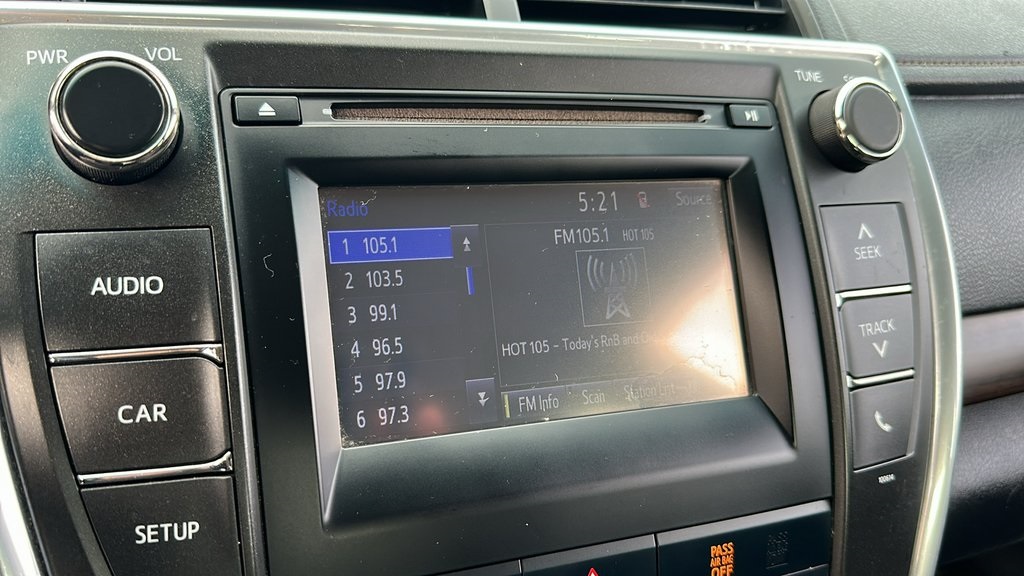 PWR VOL
TUNE
AUDIO
CAR
SETUP
Radio 5:21 Source
1 105.1
2 103.5
3 99.1
4 96.5
5 97.9
6 97.3
FM105.1 HOT 105
HOT 105 - Today's RnB and
FM Info Scan
SEEK
TRACK
PASS
AIR BAG
OFF